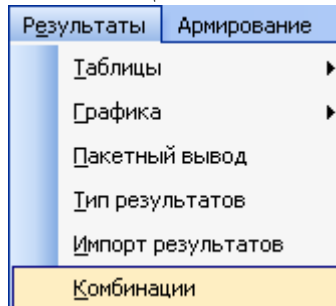 Результаты Армирование
Таблицы
Графика
Пакетный вывод
Тип результатов
Импорт результатов
Комбинации